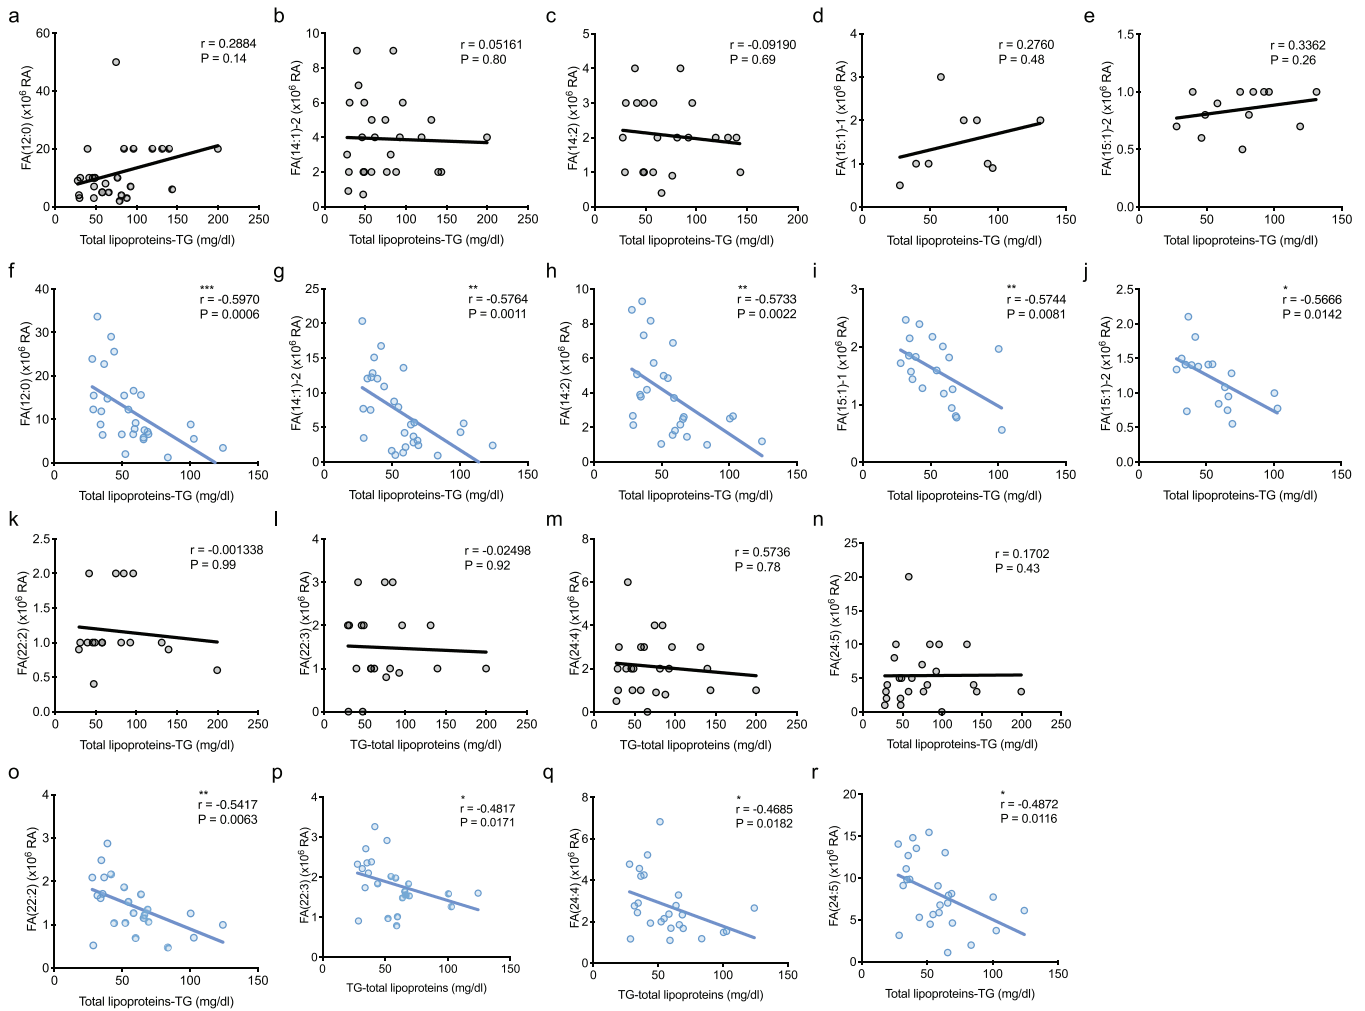 a
FA(12:0) (x10⁶ RA)
r = 0.2884
P = 0.14
60
40
20
0
0 50 100 150 200 250
Total lipoproteins-TG (mg/dl)
b
FA(14:1)-2 (x10⁶ RA)
r = 0.05161
P = 0.80
10
8
6
4
2
0
0 50 100 150 200 250
Total lipoproteins-TG (mg/dl)
c
FA(14:2) (x10⁶ RA)
r = -0.09190
P = 0.69
5
4
3
2
1
0
0 50 100 150 200
Total lipoproteins-TG (mg/dl)
d
FA(15:1)-1 (x10⁶ RA)
r = 0.2760
P = 0.48
4
3
2
1
0
0 50 100 150
Total lipoproteins-TG (mg/dl)
e
FA(15:1)-2 (x10⁶ RA)
r = 0.3362
P = 0.26
1.5
1.0
0.5
0.0
0 50 100 150
Total lipoproteins-TG (mg/dl)
f
FA(12:0) (x10⁶ RA)
***
r = -0.5970
P = 0.0006
40
30
20
10
0
0 50 100 150
Total lipoproteins-TG (mg/dl)
g
FA(14:1)-2 (x10⁶ RA)
**
r = -0.5764
P = 0.0011
25
20
15
10
5
0
0 50 100 150
Total lipoproteins-TG (mg/dl)
h
FA(14:2) (x10⁶ RA)
**
r = -0.5733
P = 0.0022
10
8
6
4
2
0
0 50 100 150
Total lipoproteins-TG (mg/dl)
i
FA(15:1)-1 (x10⁶ RA)
**
r = -0.5744
P = 0.0081
3
2
1
0
0 50 100 150
Total lipoproteins-TG (mg/dl)
j
FA(15:1)-2 (x10⁶ RA)
*
r = -0.5666
P = 0.0142
2.5
2.0
1.5
1.0
0.5
0.0
0 50 100 150
Total lipoproteins-TG (mg/dl)
k
FA(22:2) (x10⁶ RA)
r = -0.001338
P = 0.99
2.5
2.0
1.5
1.0
0.5
0.0
0 50 100 150 200 250
Total lipoproteins-TG (mg/dl)
l
FA(22:3) (x10⁶ RA)
r = -0.02498
P = 0.92
4
3
2
1
0
0 50 100 150 200 250
TG-total lipoproteins (mg/dl)
m
FA(24:4) (x10⁶ RA)
r = 0.5736
P = 0.78
8
6
4
2
0
0 50 100 150 200 250
TG-total lipoproteins (mg/dl)
n
FA(24:5) (x10⁶ RA)
r = 0.1702
P = 0.43
25
20
15
10
5
0
0 50 100 150 200 250
Total lipoproteins-TG (mg/dl)
o
FA(22:2) (x10⁶ RA)
**
r = -0.5417
P = 0.0063
4
3
2
1
0
0 50 100 150
Total lipoproteins-TG (mg/dl)
p
FA(22:3) (x10⁶ RA)
*
r = -0.4817
P = 0.0171
4
3
2
1
0
0 50 100 150
TG-total lipoproteins (mg/dl)
q
FA(24:4) (x10⁶ RA)
*
r = -0.4685
P = 0.0182
8
6
4
2
0
0 50 100 150
TG-total lipoproteins (mg/dl)
r
FA(24:5) (x10⁶ RA)
*
r = -0.4872
P = 0.0116
20
15
10
5
0
0 50 100 150
Total lipoproteins-TG (mg/dl)